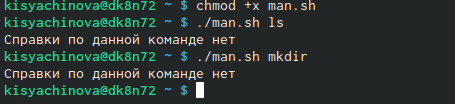 kisyachinova@dk8n72 ~ $ chmod +x man.sh
kisyachinova@dk8n72 ~ $ ./man.sh ls
Справки по данной команде нет
kisyachinova@dk8n72 ~ $ ./man.sh mkdir
Справки по данной команде нет
kisyachinova@dk8n72 ~ $